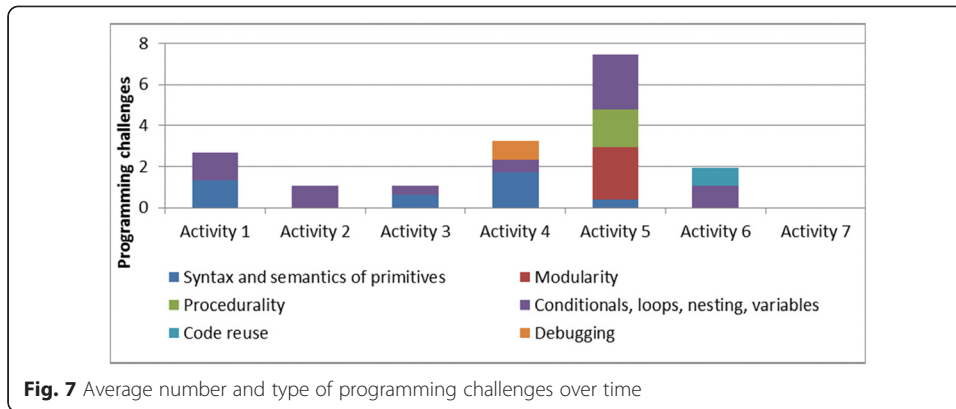 8
6
4
2
0
Programming challenges
Activity 1 Activity 2 Activity 3 Activity 4 Activity 5 Activity 6 Activity 7
Syntax and semantics of primitives Modularity
Procedurality Conditionals, loops, nesting, variables
Code reuse Debugging
Fig. 7 Average number and type of programming challenges over time